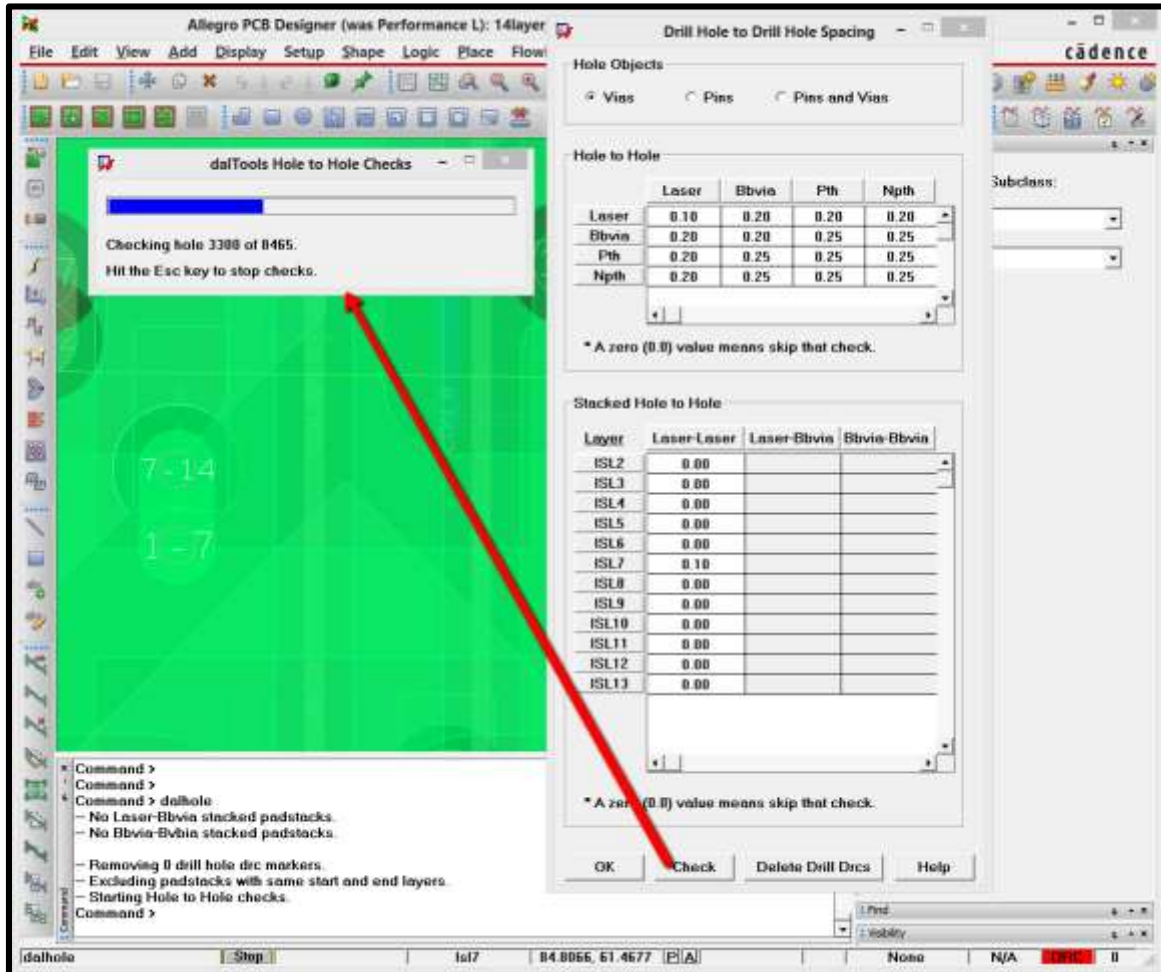 Allegro PCB Designer (was Performance L): 14layer
File Edit View Add Display Setup Shape Logic Place Flow
cādence
dalTools Hole to Hole Checks
Checking hole 3300 of 8465.
Hit the Esc key to stop checks.
7-14
1-7
Drill Hole to Drill Hole Spacing
Hole Objects
Vias Pins Pins and Vias
Hole to Hole
Laser Bbvia Pth Npth
Laser 0.10 0.20 0.20 0.20
Bbvia 0.20 0.20 0.25 0.25
Pth 0.20 0.25 0.25 0.25
Npth 0.20 0.25 0.25 0.25
* A zero (0.0) value means skip that check.
Stacked Hole to Hole
Layer Laser-Laser Laser-Bbvia Bbvia-Bbvia
ISL2 0.00
ISL3 0.00
ISL4 0.00
ISL5 0.00
ISL6 0.00
ISL7 0.10
ISL8 0.00
ISL9 0.00
ISL10 0.00
ISL11 0.00
ISL12 0.00
ISL13 0.00
* A zero (0.0) value means skip that check.
OK Check Delete Drill Drcs Help
Subclass:
Command >
Command >
Command > dalhole
- No Laser-Bbvia stacked padstacks.
- No Bbvia-Bvbia stacked padstacks.
- Removing 0 drill hole drc markers.
- Excluding padstacks with same start and end layers.
- Starting Hole to Hole checks.
Command >
Command
Find
Visibility
dalhole Stop Isl7 84.8066, 61.4677 P A None N/A DRC 0